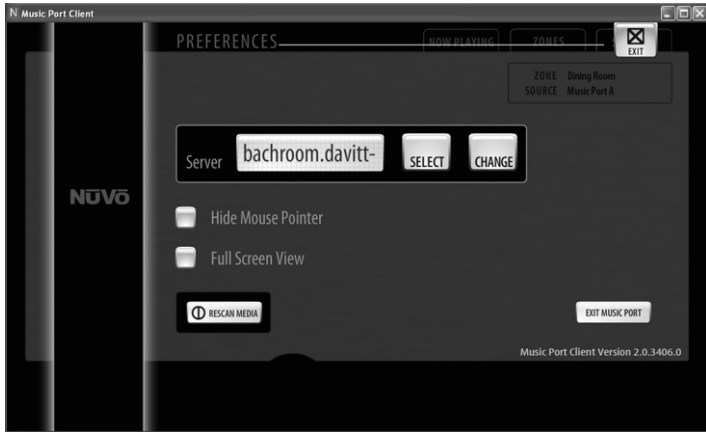 N Music Port Client
PREFERENCES
NOW PLAYING
ZONES
EXIT
ZONE Dining Room
SOURCE Music Port A
Server bachroom.davitt- SELECT CHANGE
NŪVō
Hide Mouse Pointer
Full Screen View
RESCAN MEDIA
EXIT MUSIC PORT
Music Port Client Version 2.0.3406.0